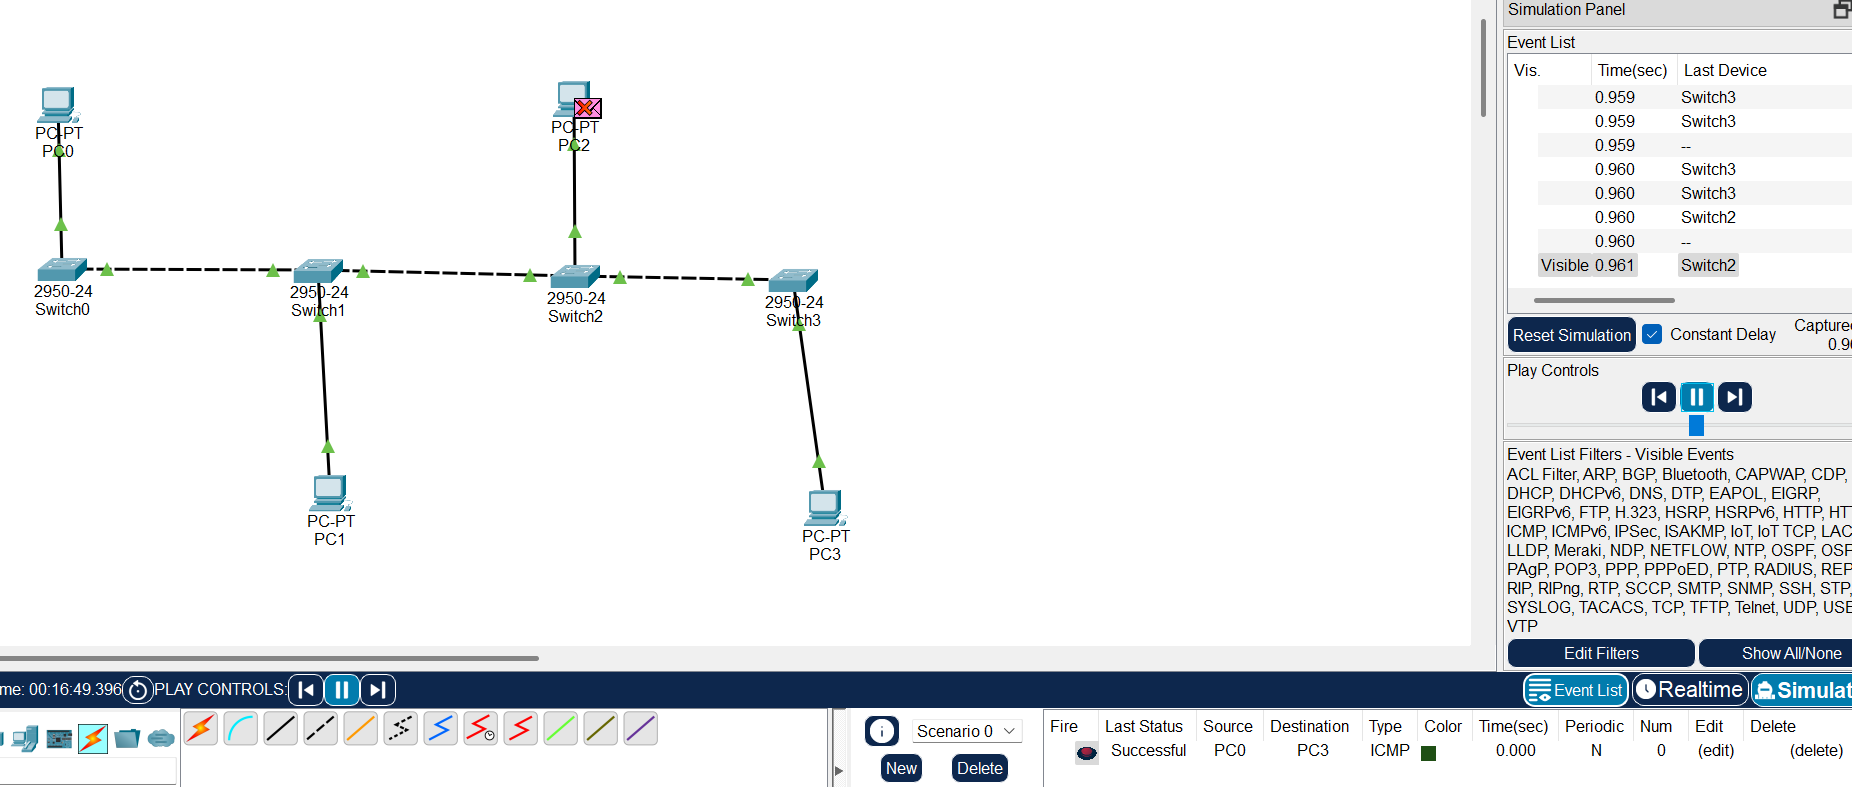 Simulation Panel
Event List
Vis. Time(sec) Last Device
0.959 Switch3
0.959 Switch3
0.959 --
0.960 Switch3
0.960 Switch3
0.960 Switch2
0.960 --
Visible 0.961 Switch2
Reset Simulation Constant Delay Captured
0.96
Play Controls
Event List Filters - Visible Events
ACL Filter, ARP, BGP, Bluetooth, CAPWAP, CDP,
DHCP, DHCPv6, DNS, DTP, EAPOL, EIGRP,
EIGRPv6, FTP, H.323, HSRP, HSRPv6, HTTP, HT
ICMP, ICMPv6, IPSec, ISAKMP, IoT, IoT TCP, LAC
LLDP, Meraki, NDP, NETFLOW, NTP, OSPF, OSP
PAgP, POP3, PPP, PPPoED, PTP, RADIUS, REP
RIP, RIPng, RTP, SCCP, SMTP, SNMP, SSH, STP,
SYSLOG, TACACS, TCP, TFTP, Telnet, UDP, USB
VTP
Edit Filters Show All/None
PC-PT
PC0
PC-PT
PC2
2950-24
Switch0
2950-24
Switch1
2950-24
Switch2
2950-24
Switch3
PC-PT
PC1
PC-PT
PC3
me: 00:16:49.396 PLAY CONTROLS: Event List Realtime Simulat
Scenario 0
New Delete
Fire Last Status Source Destination Type Color Time(sec) Periodic Num Edit Delete
Successful PC0 PC3 ICMP 0.000 N 0 (edit) (delete)